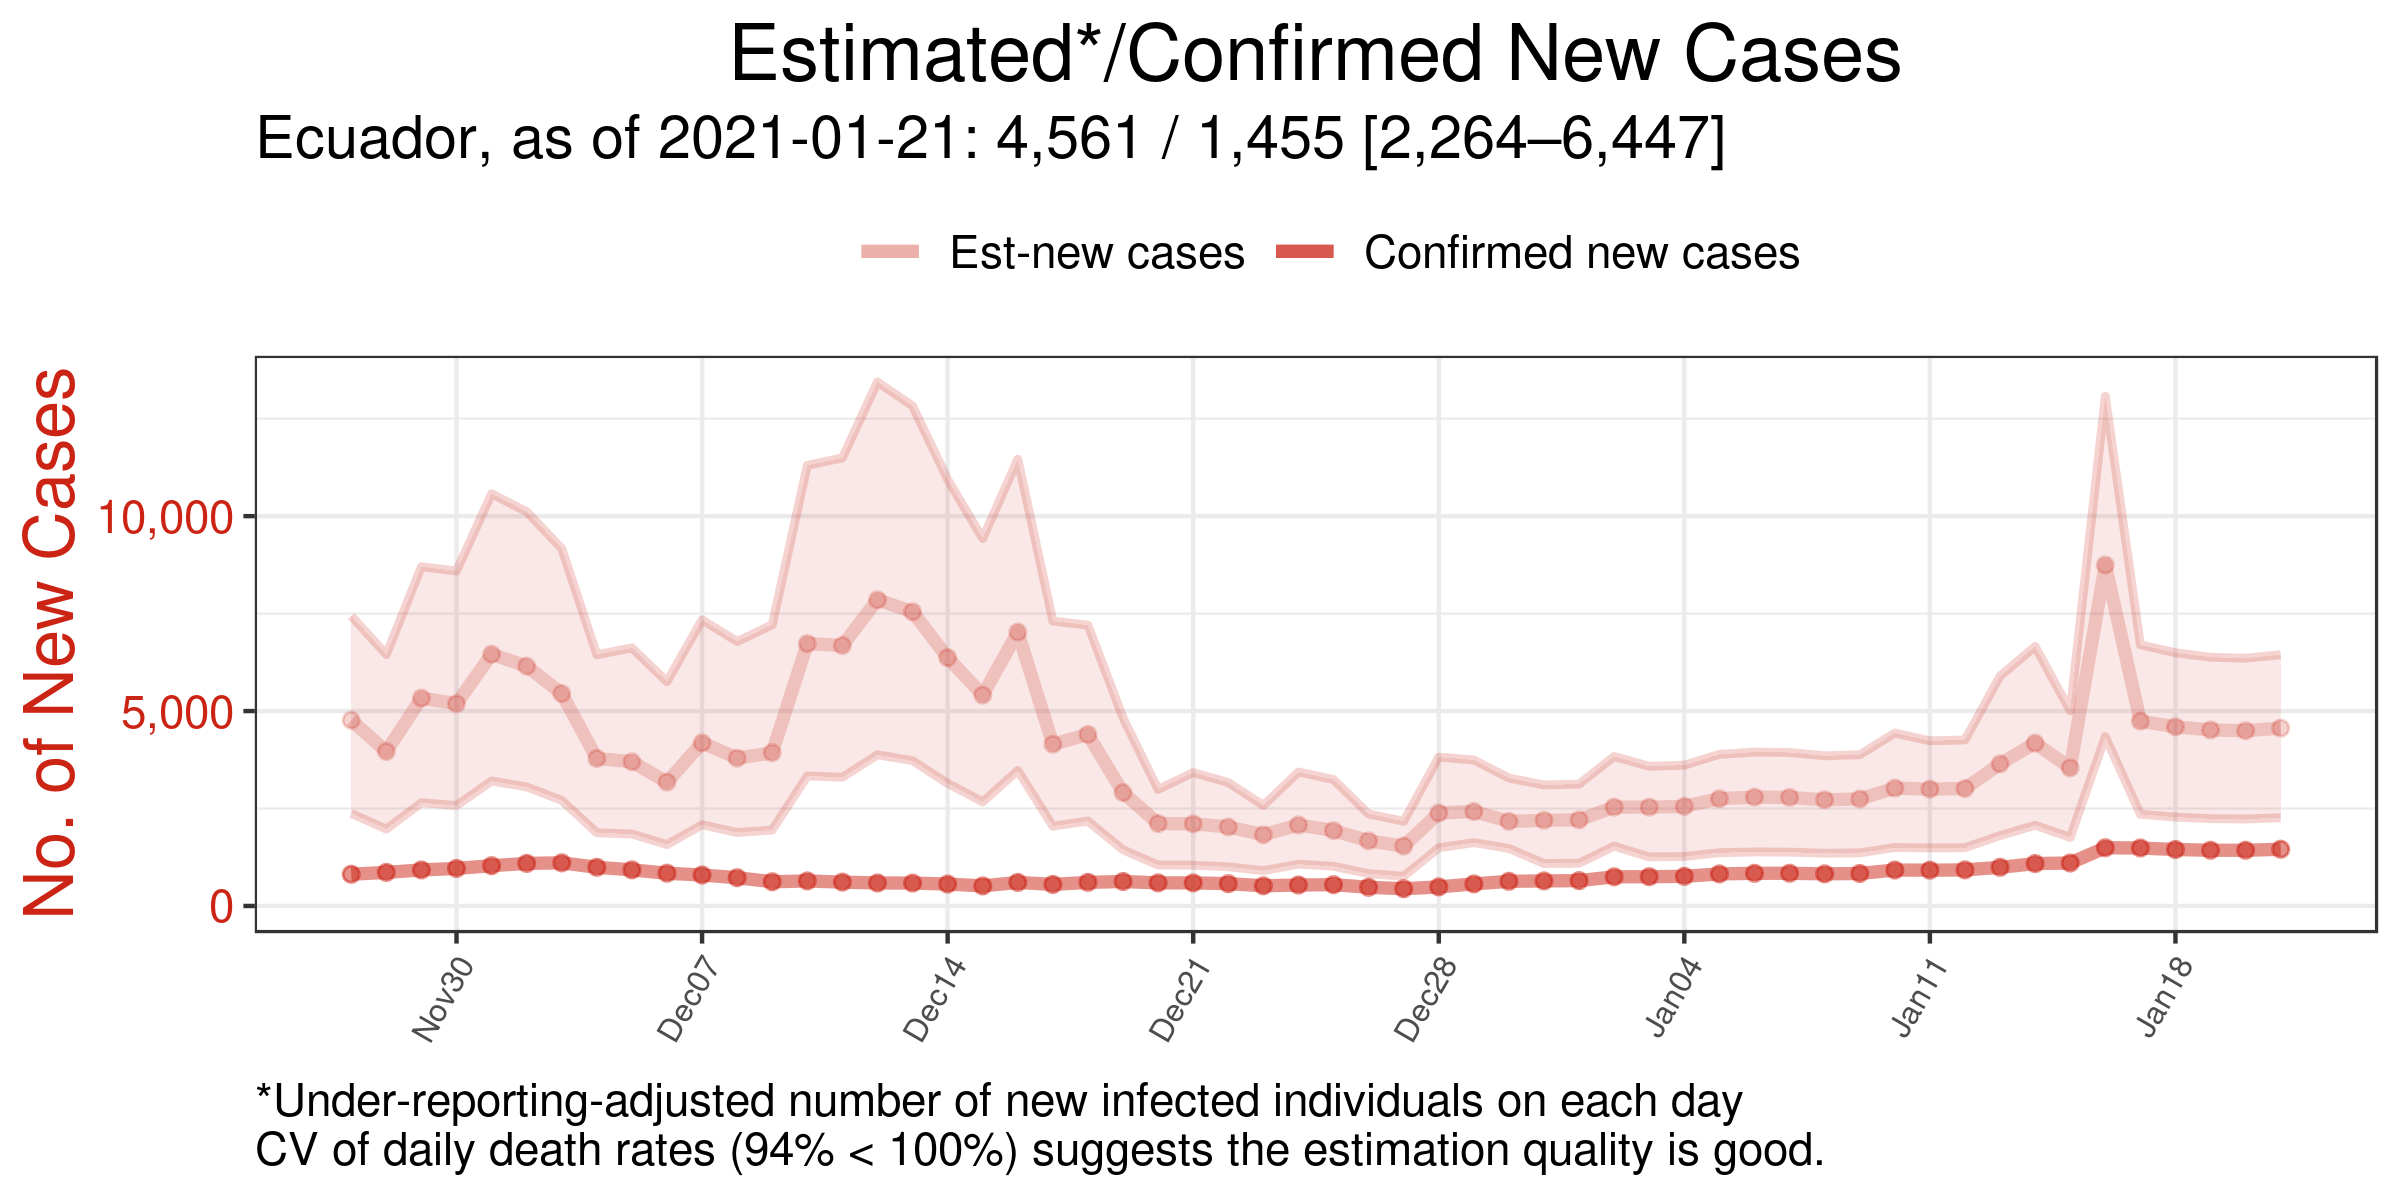 Estimated*/Confirmed New Cases
Ecuador, as of 2021-01-21: 4,561 / 1,455 [2,264–6,447]
Est-new cases
Confirmed new cases
No. of New Cases
10,000
5,000
0
Nov30
Dec07
Dec14
Dec21
Dec28
Jan04
Jan11
Jan18
*Under-reporting-adjusted number of new infected individuals on each day
CV of daily death rates (94% < 100%) suggests the estimation quality is good.